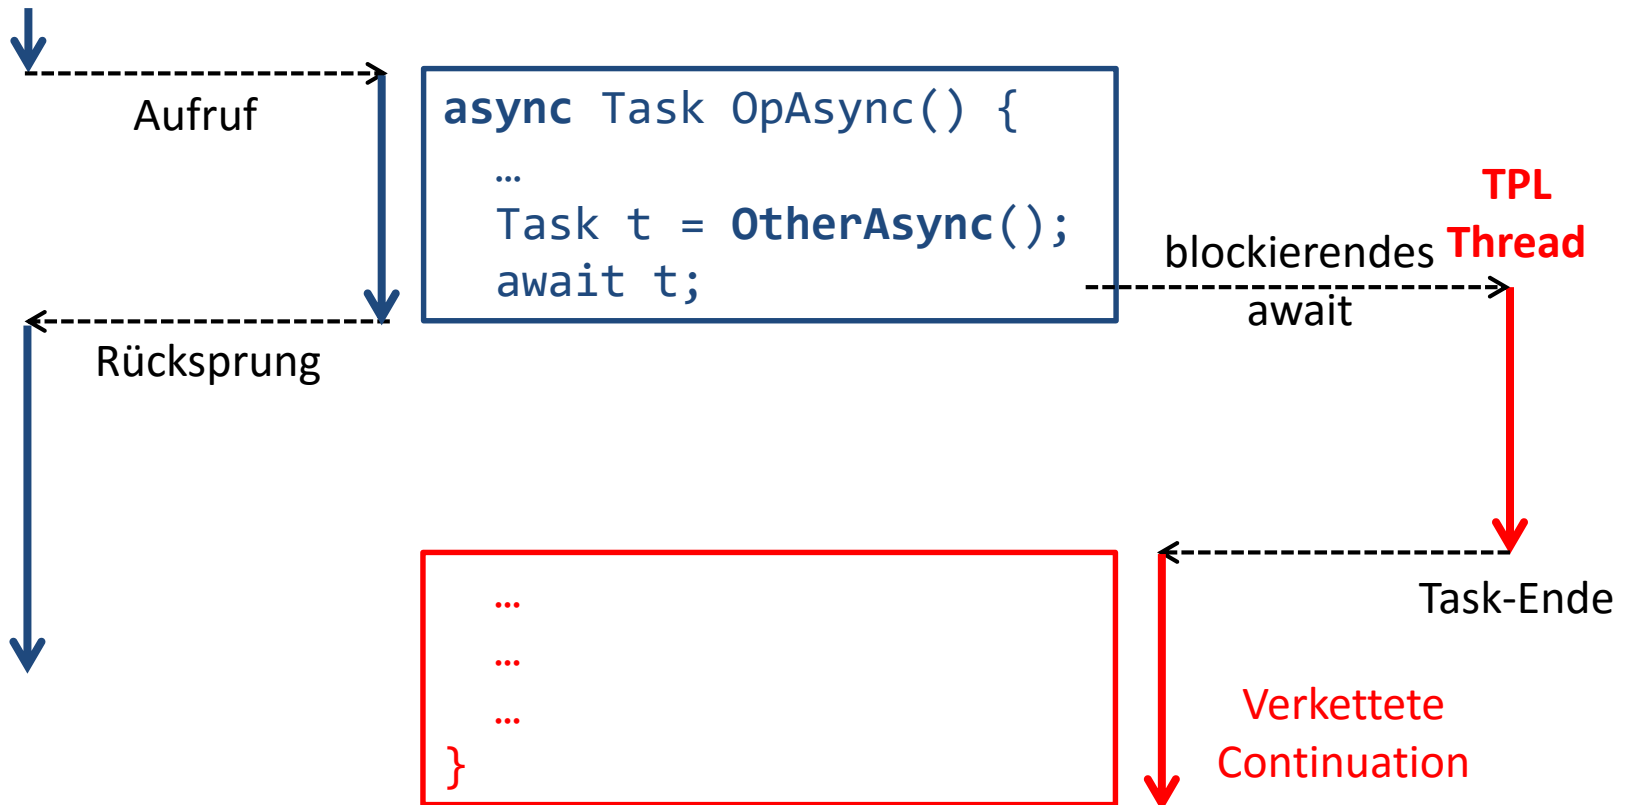 Aufruf
async Task OpAsync() {
…
Task t = OtherAsync();
await t;
TPL
Thread
blockierendes
await
Rücksprung
…
…
…
}
Task-Ende
Verkettete
Continuation